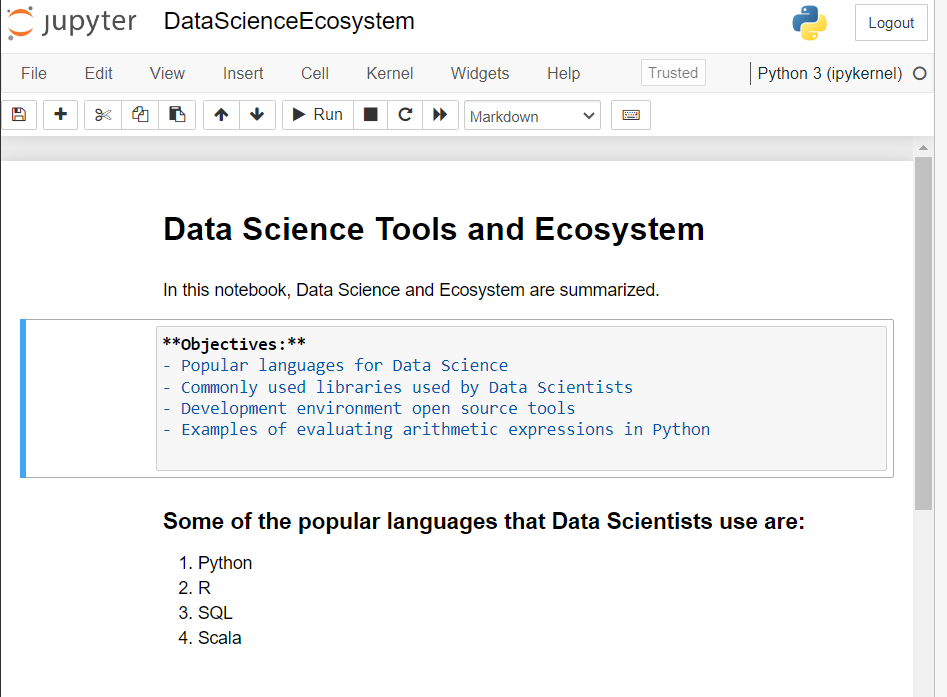 jupyter DataScienceEcosystem Logout
File Edit View Insert Cell Kernel Widgets Help Trusted Python 3 (ipykernel)
Run Markdown
Data Science Tools and Ecosystem
In this notebook, Data Science and Ecosystem are summarized.
**Objectives:**
- Popular languages for Data Science
- Commonly used libraries used by Data Scientists
- Development environment open source tools
- Examples of evaluating arithmetic expressions in Python
Some of the popular languages that Data Scientists use are:
1. Python
2. R
3. SQL
4. Scala